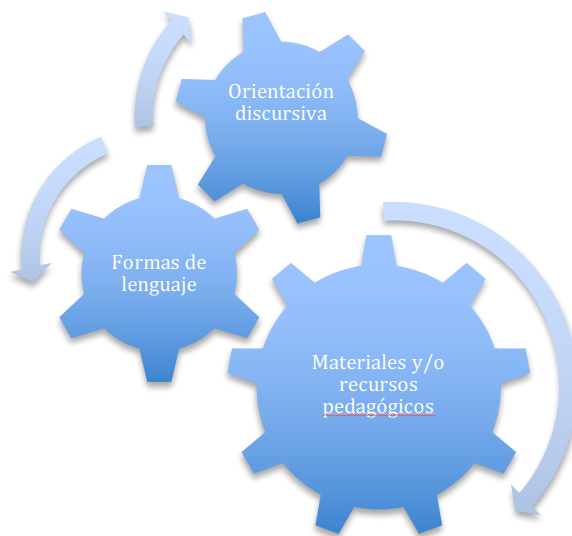 Orientación
discursiva
Formas de
lenguaje
Materiales y/o
recursos
pedagógicos